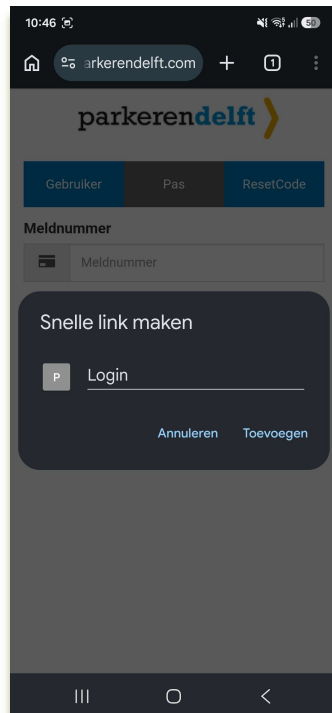 10:46
50
arkerendelft.com
1
parkerendelft
Gebruiker Pas ResetCode
Meldnummer
Meldnummer
Snelle link maken
P Login
Annuleren Toevoegen